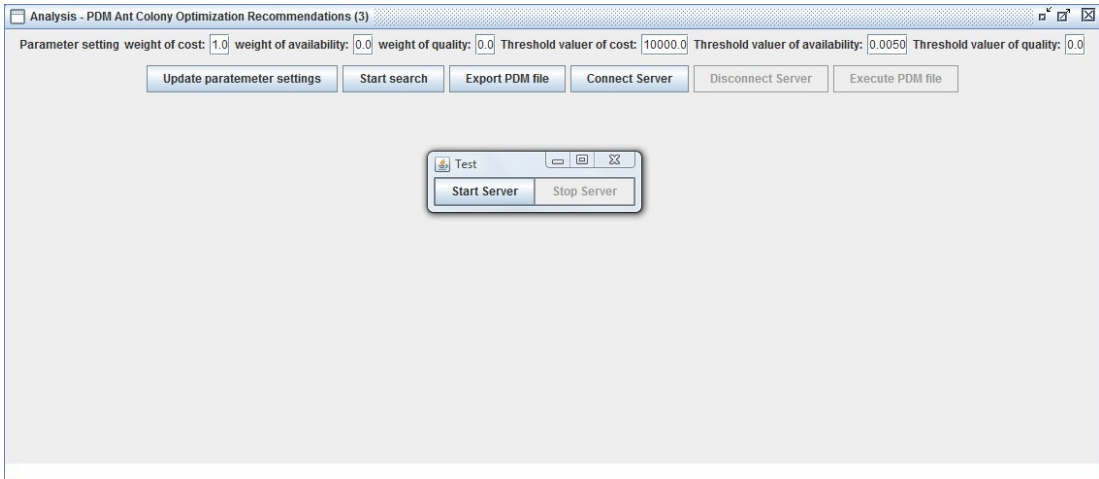 Analysis - PDM Ant Colony Optimization Recommendations (3)
Parameter setting weight of cost: 1.0 weight of availability: 0.0 weight of quality: 0.0 Threshold valuer of cost: 10000.0 Threshold valuer of availability: 0.0050 Threshold valuer of quality: 0.0
Update paratemeter settings Start search Export PDM file Connect Server Disconnect Server Execute PDM file
Test
Start Server Stop Server